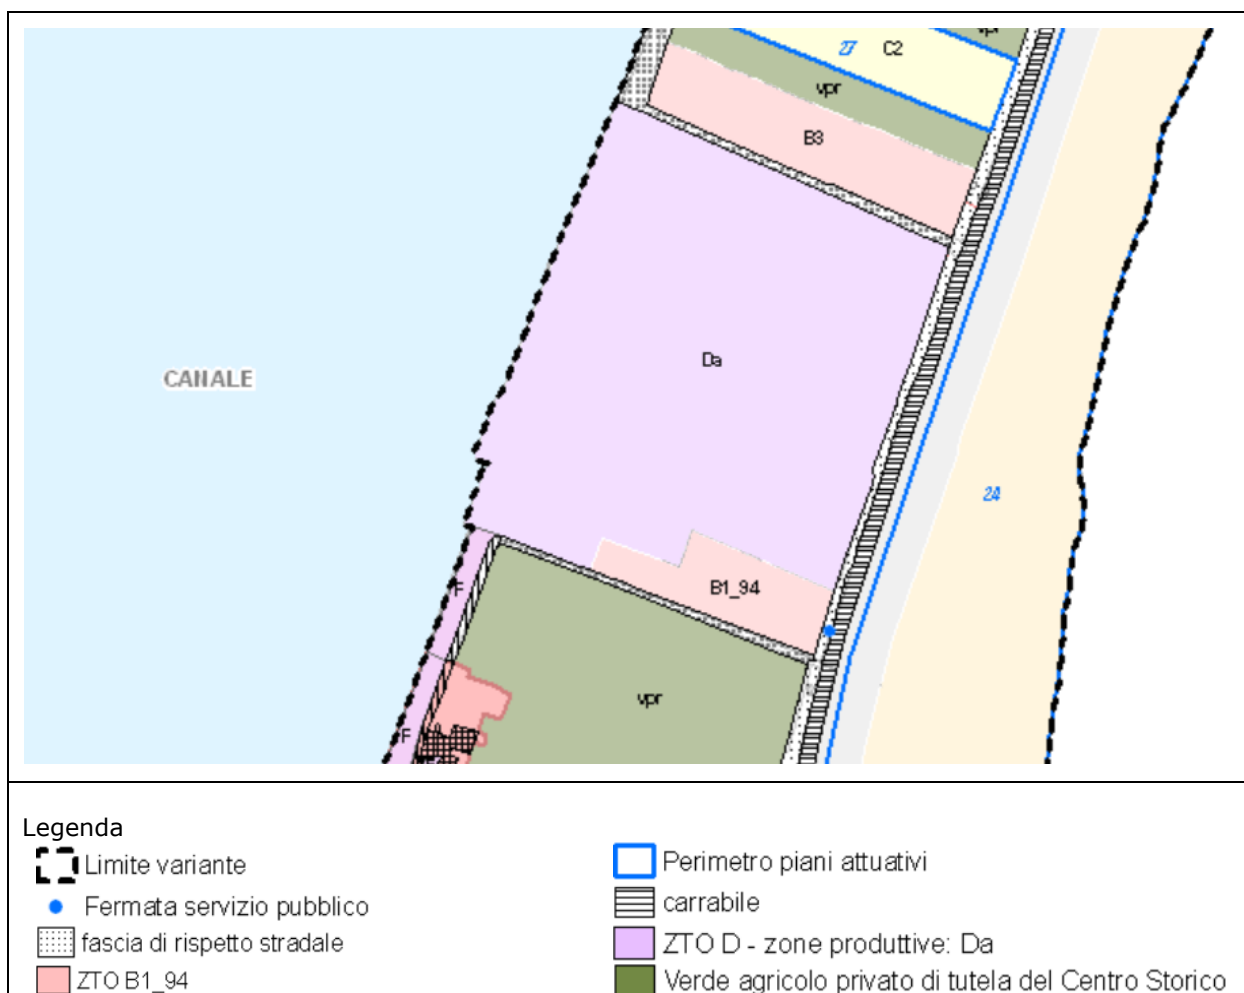 vpr
27 C2
vpr
B3
Da
CANALE
24
F
B1_94
vpr
F
Legenda
Limite variante
Perimetro piani attuativi
Fermata servizio pubblico
carrabile
fascia di rispetto stradale
ZTO D - zone produttive: Da
ZTO B1_94
Verde agricolo privato di tutela del Centro Storico